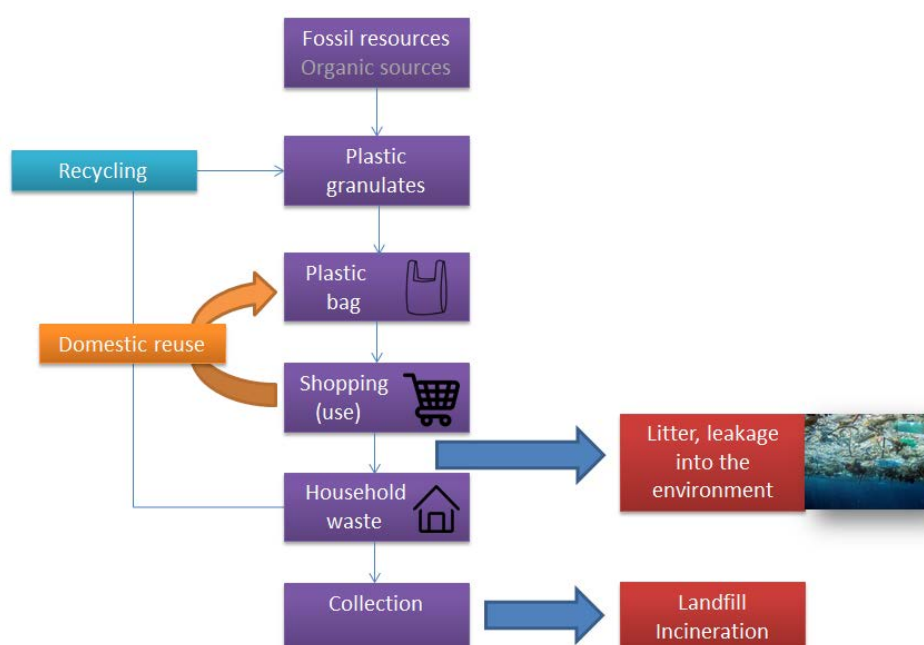 Fossil resources
Organic sources
Recycling
Plastic
granulates
Plastic
bag
Domestic reuse
Shopping
(use)
Litter, leakage
into the
environment
Household
waste
Collection
Landfill
Incineration